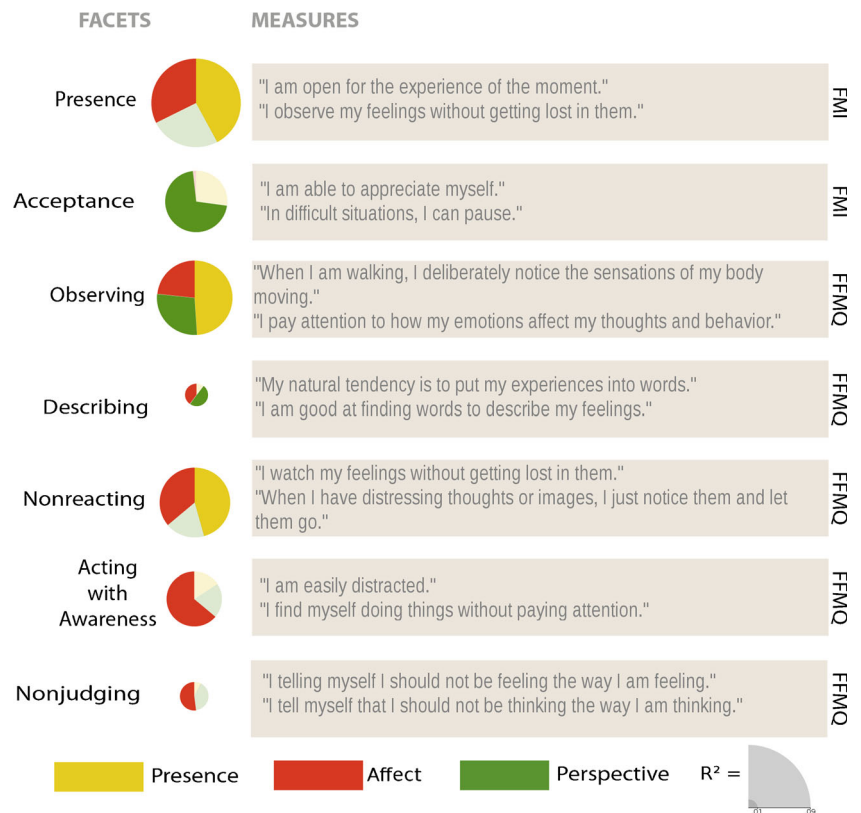 FACETS MEASURES
Presence
"I am open for the experience of the moment."
"I observe my feelings without getting lost in them."
FMI
Acceptance
"I am able to appreciate myself."
"In difficult situations, I can pause."
FMI
Observing
"When I am walking, I deliberately notice the sensations of my body
moving."
"I pay attention to how my emotions affect my thoughts and behavior."
FFMQ
Describing
"My natural tendency is to put my experiences into words."
"I am good at finding words to describe my feelings."
FFMQ
Nonreacting
"I watch my feelings without getting lost in them."
"When I have distressing thoughts or images, I just notice them and let
them go."
FFMQ
Acting
with
Awareness
"I am easily distracted."
"I find myself doing things without paying attention."
FFMQ
Nonjudging
"I telling myself I should not be feeling the way I am feeling."
"I tell myself that I should not be thinking the way I am thinking."
FFMQ
Presence Affect Perspective R² =
01 09